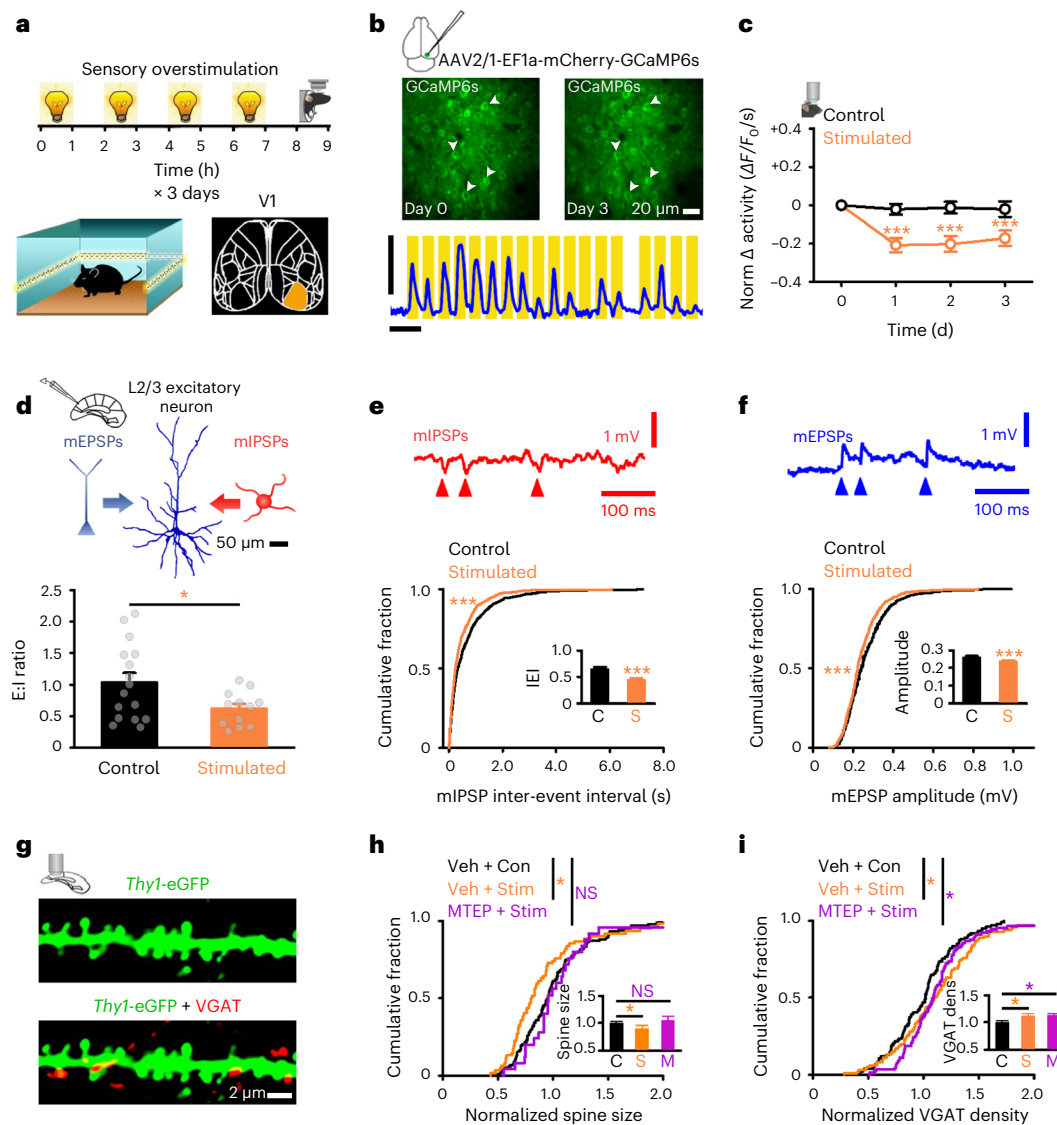 a
Sensory overstimulation
0 1 2 3 4 5 6 7 8 9
Time (h)
× 3 days
V1
b
AAV2/1-EF1a-mCherry-GCaMP6s
GCaMP6s
Day 0
GCaMP6s
Day 3
20 µm
c
Control
Stimulated
Norm Δ activity (ΔF/F0/s)
+0.4
+0.2
0
−0.2
−0.4
*** *** ***
0 1 2 3
Time (d)
d
L2/3 excitatory
neuron
mEPSPs
mIPSPs
50 µm
E:I ratio
2.5
2.0
1.5
1.0
0.5
0
*
Control
Stimulated
e
mIPSPs
1 mV
100 ms
Control
Stimulated
Cumulative fraction
1.0
0.5
0
***
IEI
1.0
0.5
0
***
C S
0 2.0 4.0 6.0 8.0
mIPSP inter-event interval (s)
f
mEPSPs
1 mV
100 ms
Control
Stimulated
Cumulative fraction
1.0
0.5
0
***
Amplitude
0.3
0.2
0.1
0
***
C S
0 0.2 0.4 0.6 0.8 1.0
mEPSP amplitude (mV)
g
Thy1-eGFP
Thy1-eGFP + VGAT
2 µm
h
Veh + Con
Veh + Stim
MTEP + Stim
*
NS
Cumulative fraction
1.0
0.5
0
Spine size
1.5
1.0
0.5
NS
*
C S M
0 0.5 1.0 1.5 2.0
Normalized spine size
i
Veh + Con
Veh + Stim
MTEP + Stim
*
*
Cumulative fraction
1.0
0.5
0
VGAT dens
1.5
1.0
0.5
*
*
C S M
0 0.5 1.0 1.5 2.0
Normalized VGAT density